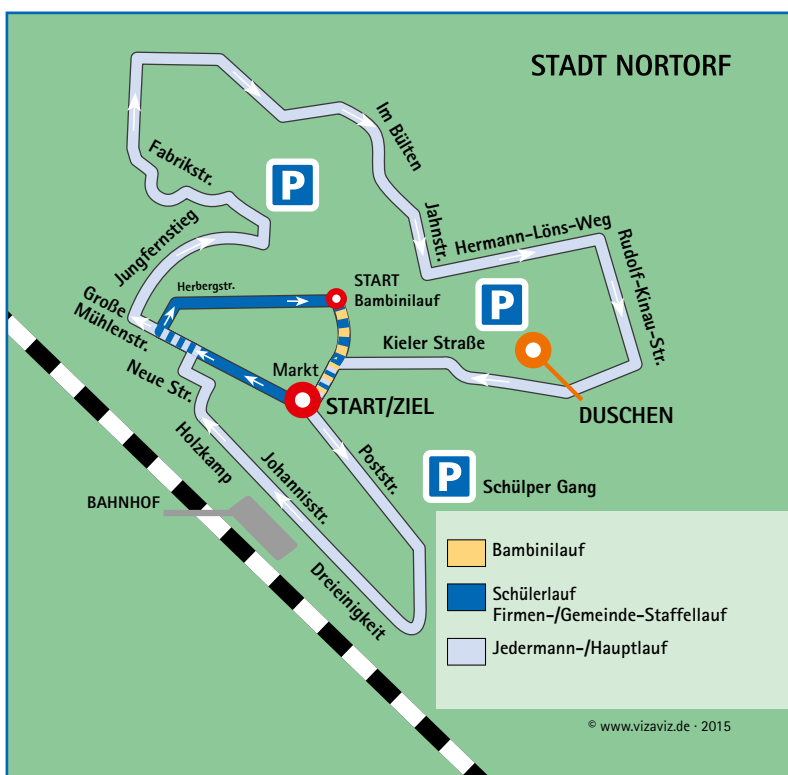 STADT NORTORF
Im Bülten
Fabrikstr.
P
Jahnstr.
Hermann-Löns-Weg
Jungfernstieg
Rudolf-Kinau-Str.
Herbergstr.
START
Bambinilauf
P
Große
Mühlenstr.
Kieler Straße
Neue Str.
Markt
START/ZIEL
DUSCHEN
Holzkamp
Johannisstr.
Poststr.
P
Schülper Gang
BAHNHOF
Dreieinigkeit
Bambinilauf
Schülerlauf
Firmen-/Gemeinde-Staffellauf
Jedermann-/Hauptlauf
© www.vizaviz.de · 2015